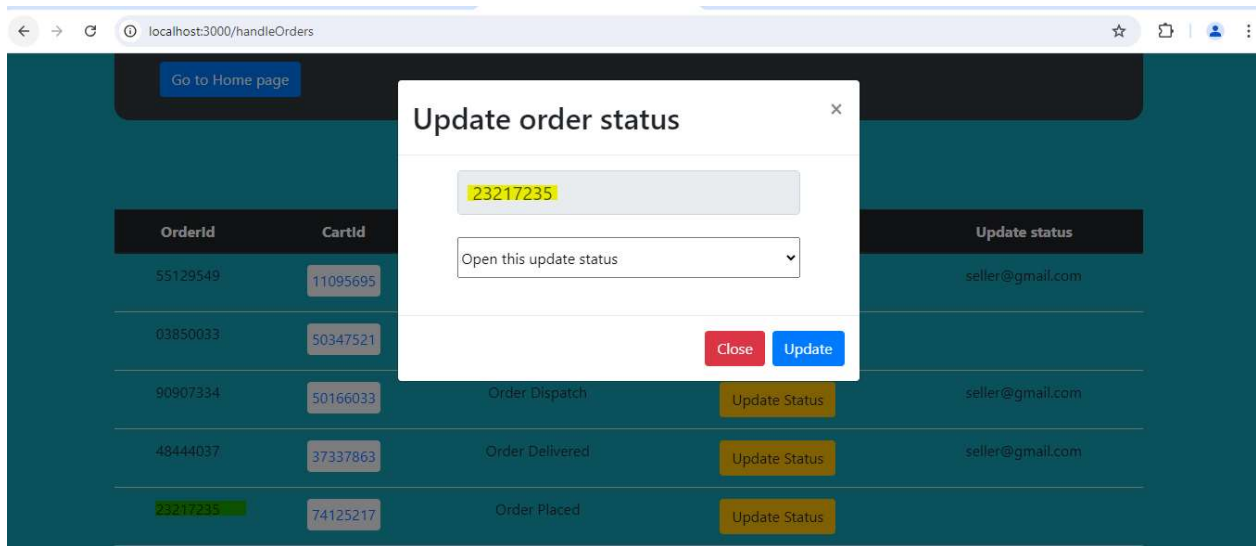 localhost:3000/handleOrders
Go to Home page
Update order status
×
23217235
Open this update status
Close Update
OrderId CartId Update status
55129549 11095695 seller@gmail.com
03850033 50347521
90907334 50166033 Order Dispatch Update Status seller@gmail.com
48444037 37337863 Order Delivered Update Status seller@gmail.com
23217235 74125217 Order Placed Update Status